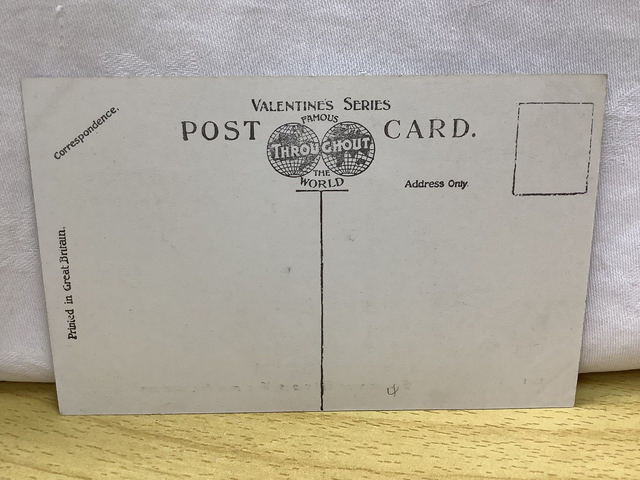 VALENTINE'S SERIES
FAMOUS
POST CARD.
THROUGHOUT
THE
WORLD
Correspondence.
Address Only.
Printed in Great Britain.